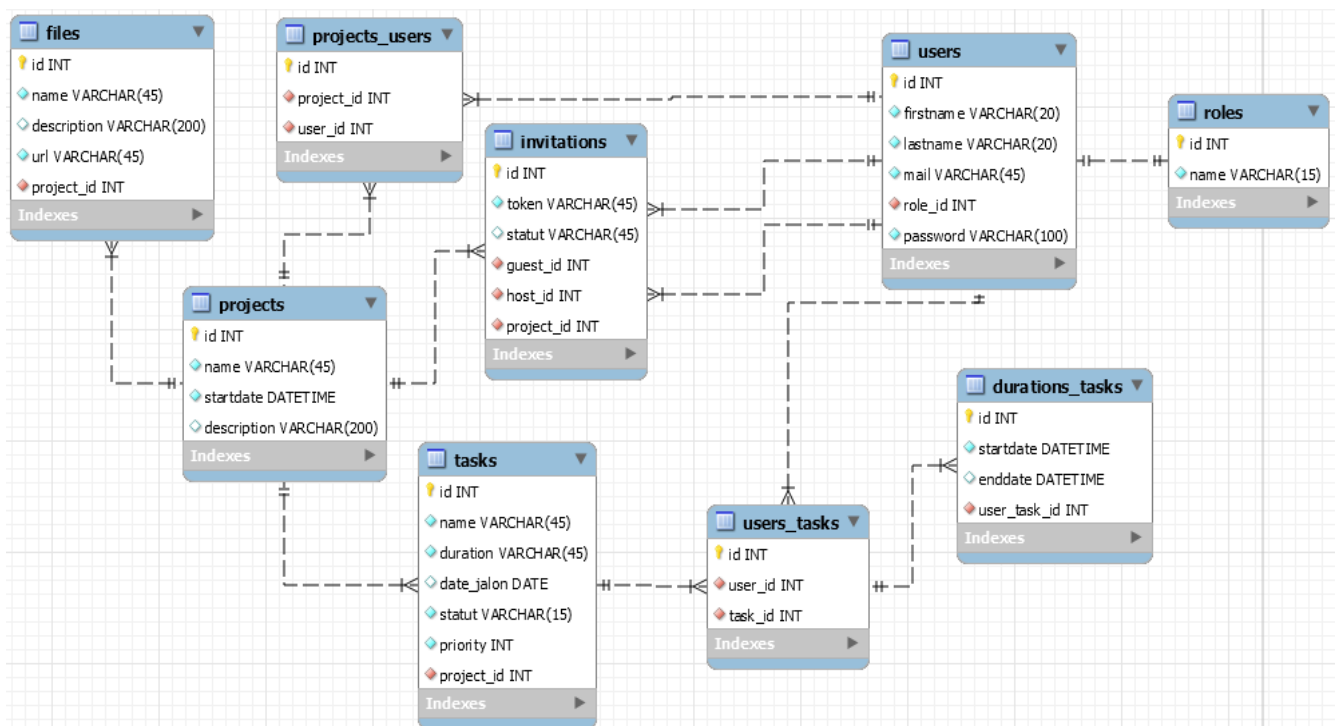 files
id INT
name VARCHAR(45)
description VARCHAR(200)
url VARCHAR(45)
project_id INT
Indexes
projects_users
id INT
project_id INT
user_id INT
Indexes
invitations
id INT
token VARCHAR(45)
statut VARCHAR(45)
guest_id INT
host_id INT
project_id INT
Indexes
users
id INT
firstname VARCHAR(20)
lastname VARCHAR(20)
mail VARCHAR(45)
role_id INT
password VARCHAR(100)
Indexes
roles
id INT
name VARCHAR(15)
Indexes
projects
id INT
name VARCHAR(45)
startdate DATETIME
description VARCHAR(200)
Indexes
tasks
id INT
name VARCHAR(45)
duration VARCHAR(45)
date_jalon DATE
statut VARCHAR(15)
priority INT
project_id INT
Indexes
users_tasks
id INT
user_id INT
task_id INT
Indexes
durations_tasks
id INT
startdate DATETIME
enddate DATETIME
user_task_id INT
Indexes